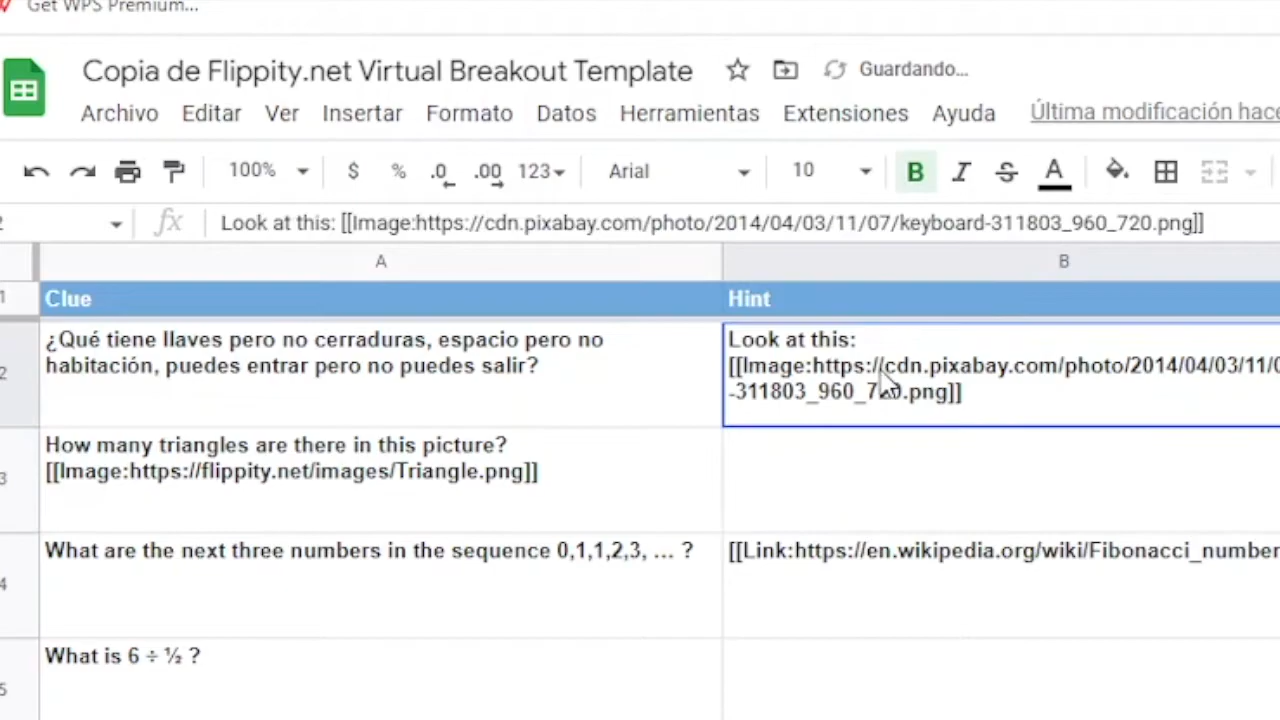 Get WPS Premium...
Copia de Flippity.net Virtual Breakout Template Guardando...
Archivo Editar Ver Insertar Formato Datos Herramientas Extensiones Ayuda Última modificación hace
100% $ % .0 .00 123 Arial 10 B I S A
2 fx Look at this: [[Image:https://cdn.pixabay.com/photo/2014/04/03/11/07/keyboard-311803_960_720.png]]
A B
1 Clue Hint
¿Qué tiene llaves pero no cerraduras, espacio pero no
habitación, puedes entrar pero no puedes salir?
2
Look at this:
[[Image:https://cdn.pixabay.com/photo/2014/04/03/11/0
-311803_960_720.png]]
How many triangles are there in this picture?
[[Image:https://flippity.net/images/Triangle.png]]
3
What are the next three numbers in the sequence 0,1,1,2,3, ... ?
[[Link:https://en.wikipedia.org/wiki/Fibonacci_number
4
What is 6 ÷ ½ ?
5